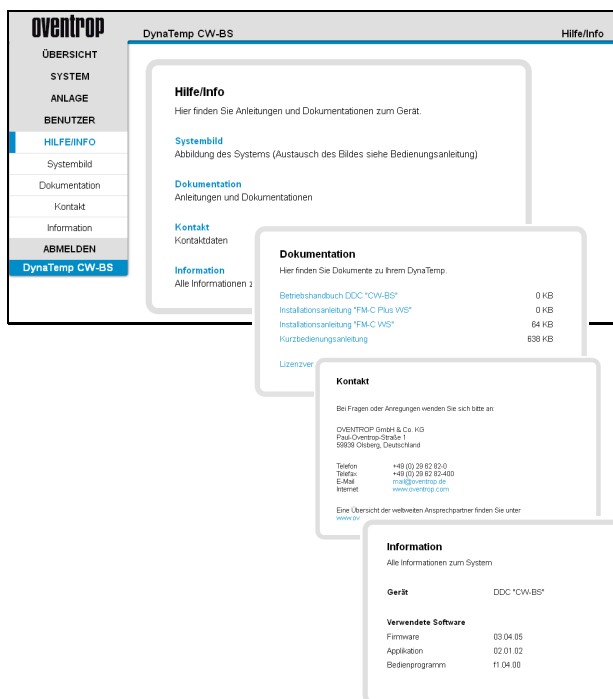 oventrop
DynaTemp CW-BS
Hilfe/Info
ÜBERSICHT
SYSTEM
ANLAGE
BENUTZER
HILFE/INFO
Systembild
Dokumentation
Kontakt
Information
ABMELDEN
DynaTemp CW-BS
Hilfe/Info
Hier finden Sie Anleitungen und Dokumentationen zum Gerät.
Systembild
Abbildung des Systems (Austausch des Bildes siehe Bedienungsanleitung)
Dokumentation
Anleitungen und Dokumentationen
Kontakt
Kontaktdaten
Information
Alle Informationen
Dokumentation
Hier finden Sie Dokumente zu Ihrem DynaTemp.
Betriebshandbuch DDC "CW-BS" 0 KB
Installationsanleitung "FM-C Plus WS" 0 KB
Installationsanleitung "FM-C WS" 64 KB
Kurzbedienungsanleitung 638 KB
Lizenzver
Kontakt
Bei Fragen oder Anregungen wenden Sie sich bitte an:
OVENTROP GmbH & Co. KG
Paul-Oventrop-Straße 1
59939 Olsberg, Deutschland
Telefon +49 (0) 29 62 82-0
Telefax +49 (0) 29 62 82-400
E-Mail mail@oventrop.de
Internet www.oventrop.com
Eine Übersicht der weltweiten Ansprechpartner finden Sie unter
www.ov
Information
Alle Informationen zum System
Gerät DDC "CW-BS"
Verwendete Software
Firmware 03.04.05
Applikation 02.01.02
Bedienprogramm f1.04.00